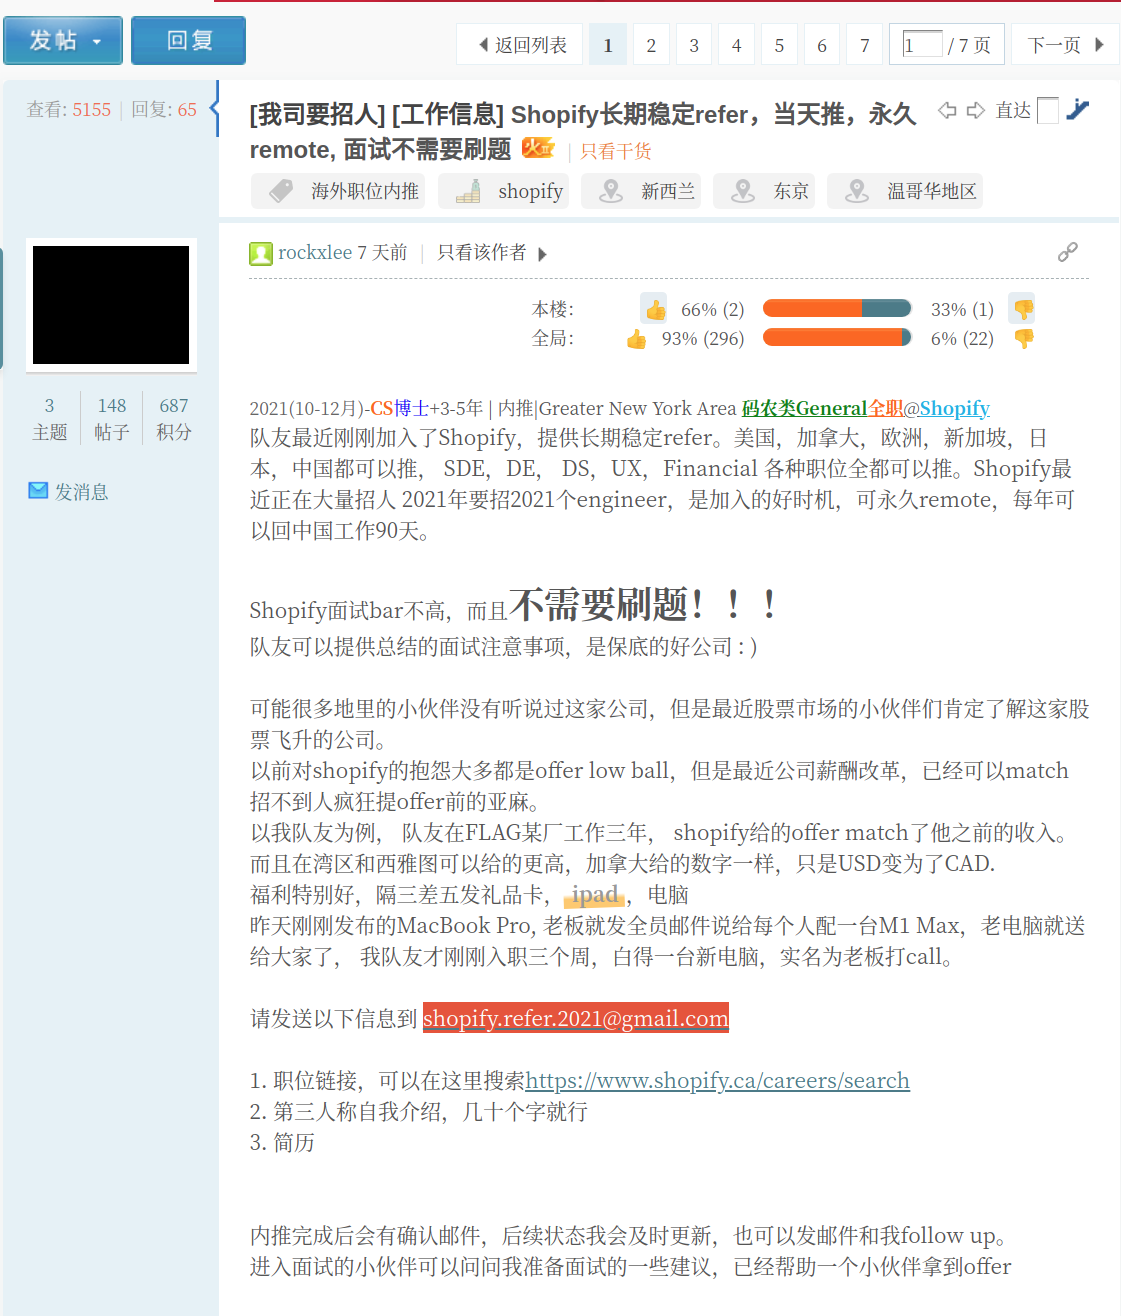 发帖 回复 返回列表 1 2 3 4 5 6 7 1 / 7 页 下一页
查看: 5155 | 回复: 65
[我司要招人] [工作信息] Shopify长期稳定refer，当天推，永久 直达
remote, 面试不需要刷题 火 | 只看干货
海外职位内推 shopify 新西兰 东京 温哥华地区
rockxlee 7 天前 | 只看该作者
本楼： 66% (2) 33% (1)
全局： 93% (296) 6% (22)
3 148 687
主题 帖子 积分
发消息
2021(10-12月)-CS博士+3-5年 | 内推|Greater New York Area 码农类General全职@Shopify
队友最近刚刚加入了Shopify，提供长期稳定refer。美国，加拿大，欧洲，新加坡，日
本，中国都可以推， SDE，DE， DS，UX，Financial 各种职位全都可以推。Shopify最
近正在大量招人 2021年要招2021个engineer，是加入的好时机，可永久remote，每年可
以回中国工作90天。
Shopify面试bar不高，而且不需要刷题！！！
队友可以提供总结的面试注意事项，是保底的好公司 : )
可能很多地里的小伙伴没有听说过这家公司，但是最近股票市场的小伙伴们肯定了解这家股
票飞升的公司。
以前对shopify的抱怨大多都是offer low ball，但是最近公司薪酬改革，已经可以match
招不到人疯狂提offer前的亚麻。
以我队友为例， 队友在FLAG某厂工作三年， shopify给的offer match了他之前的收入。
而且在湾区和西雅图可以给的更高，加拿大给的数字一样，只是USD变为了CAD.
福利特别好，隔三差五发礼品卡， ipad ，电脑
昨天刚刚发布的MacBook Pro, 老板就发全员邮件说给每个人配一台M1 Max，老电脑就送
给大家了， 我队友才刚刚入职三个周，白得一台新电脑，实名为老板打call。
请发送以下信息到 shopify.refer.2021@gmail.com
1. 职位链接，可以在这里搜索https://www.shopify.ca/careers/search
2. 第三人称自我介绍，几十个字就行
3. 简历
内推完成后会有确认邮件，后续状态我会及时更新，也可以发邮件和我follow up。
进入面试的小伙伴可以问问我准备面试的一些建议，已经帮助一个小伙伴拿到offer